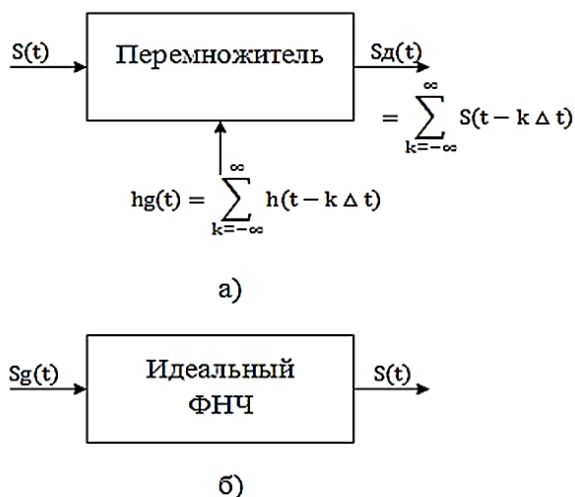 S(t)
Перемножитель
Sд(t)
= ∞∑k=−∞ S(t − k △ t)
hg(t) = ∞∑k=−∞ h(t − k △ t)
а)
Sg(t)
Идеальный
ФНЧ
S(t)
б)